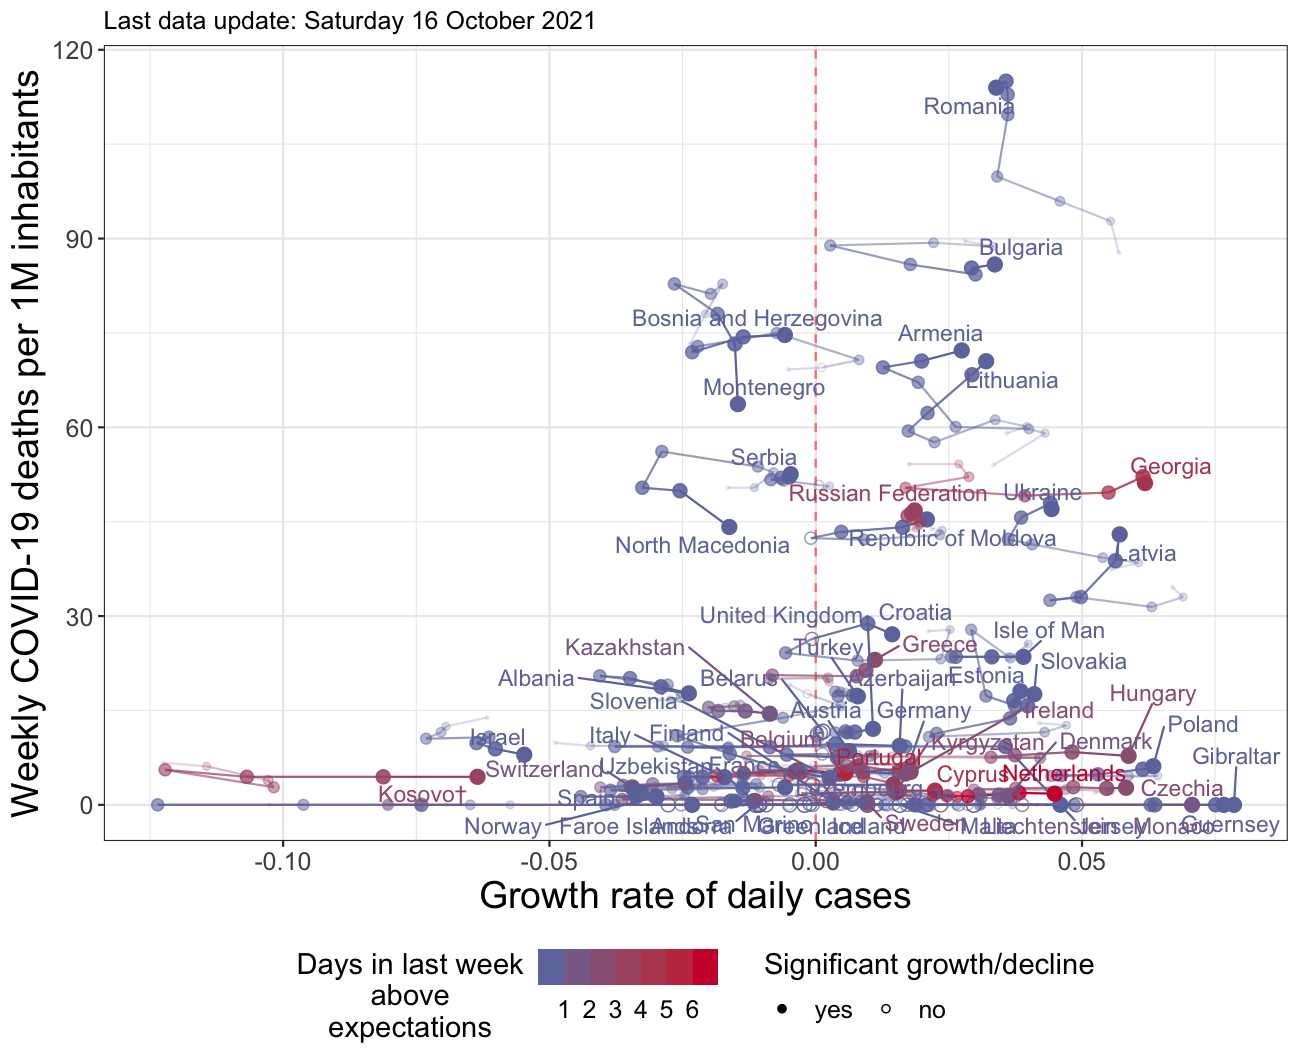 Last data update: Saturday 16 October 2021
Weekly COVID-19 deaths per 1M inhabitants
120
90
60
30
0
Romania
Bulgaria
Bosnia and Herzegovina
Armenia
Montenegro
Lithuania
Serbia
Georgia
Russian Federation
Ukraine
North Macedonia
Republic of Moldova
Latvia
United Kingdom
Croatia
Isle of Man
Kazakhstan
Turkey
Greece
Slovakia
Albania
Belarus
Azerbaijan
Estonia
Slovenia
Hungary
Austria
Germany
Ireland
Israel
Italy
Finland
Belgium
Kyrgyzstan
Denmark
Poland
Switzerland
Uzbekistan
France
Portugal
Cyprus
Netherlands
Gibraltar
Kosovo†
Spain
Luxembourg
Czechia
Norway
Faroe Islands
Andorra
San Marino
Greenland
Iceland
Sweden
Malta
Liechtenstein
Jersey
Monaco
Guernsey
-0.10
-0.05
0.00
0.05
Growth rate of daily cases
Days in last week
above
expectations
1 2 3 4 5 6
Significant growth/decline
yes
no